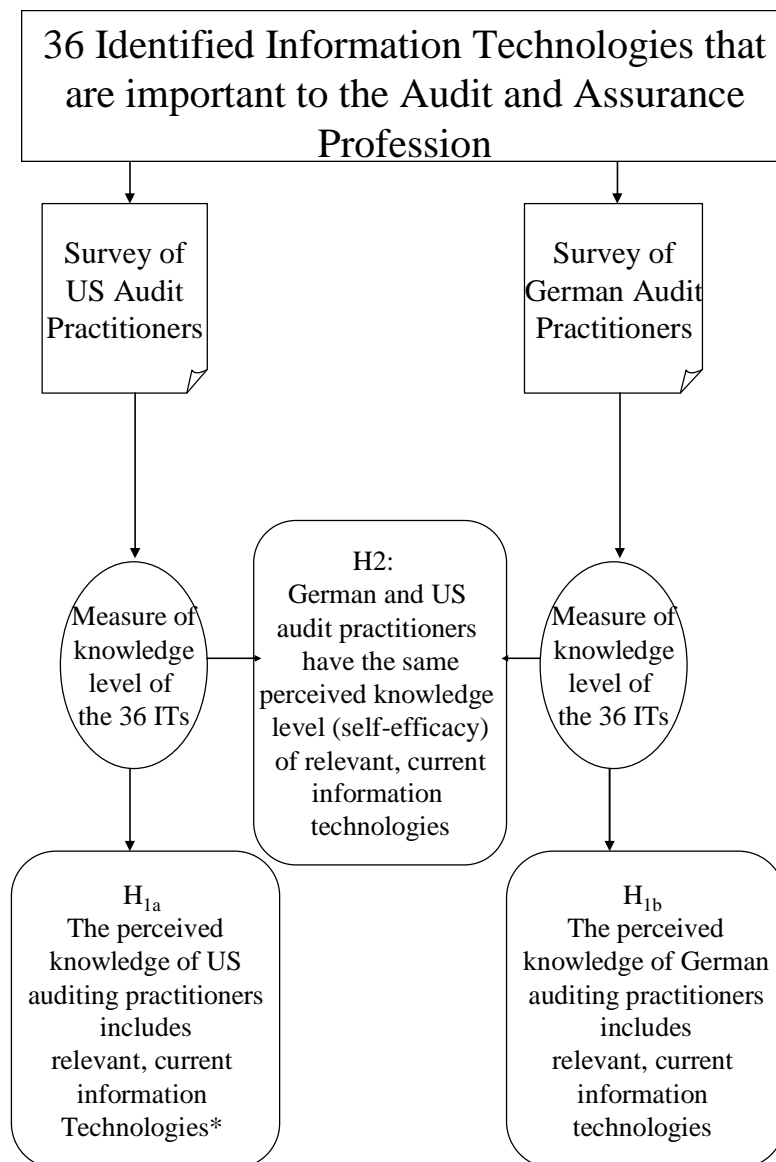 36 Identified Information Technologies that
are important to the Audit and Assurance
Profession
Survey of
US Audit
Practitioners
Survey of
German Audit
Practitioners
Measure of
knowledge
level of
the 36 ITs
H2:
German and US
audit practitioners
have the same
perceived knowledge
level (self-efficacy)
of relevant, current
information
technologies
Measure of
knowledge
level of
the 36 ITs
H1a
The perceived
knowledge of US
auditing practitioners
includes
relevant, current
information
Technologies*
H1b
The perceived
knowledge of German
auditing practitioners
includes
relevant, current
information
technologies